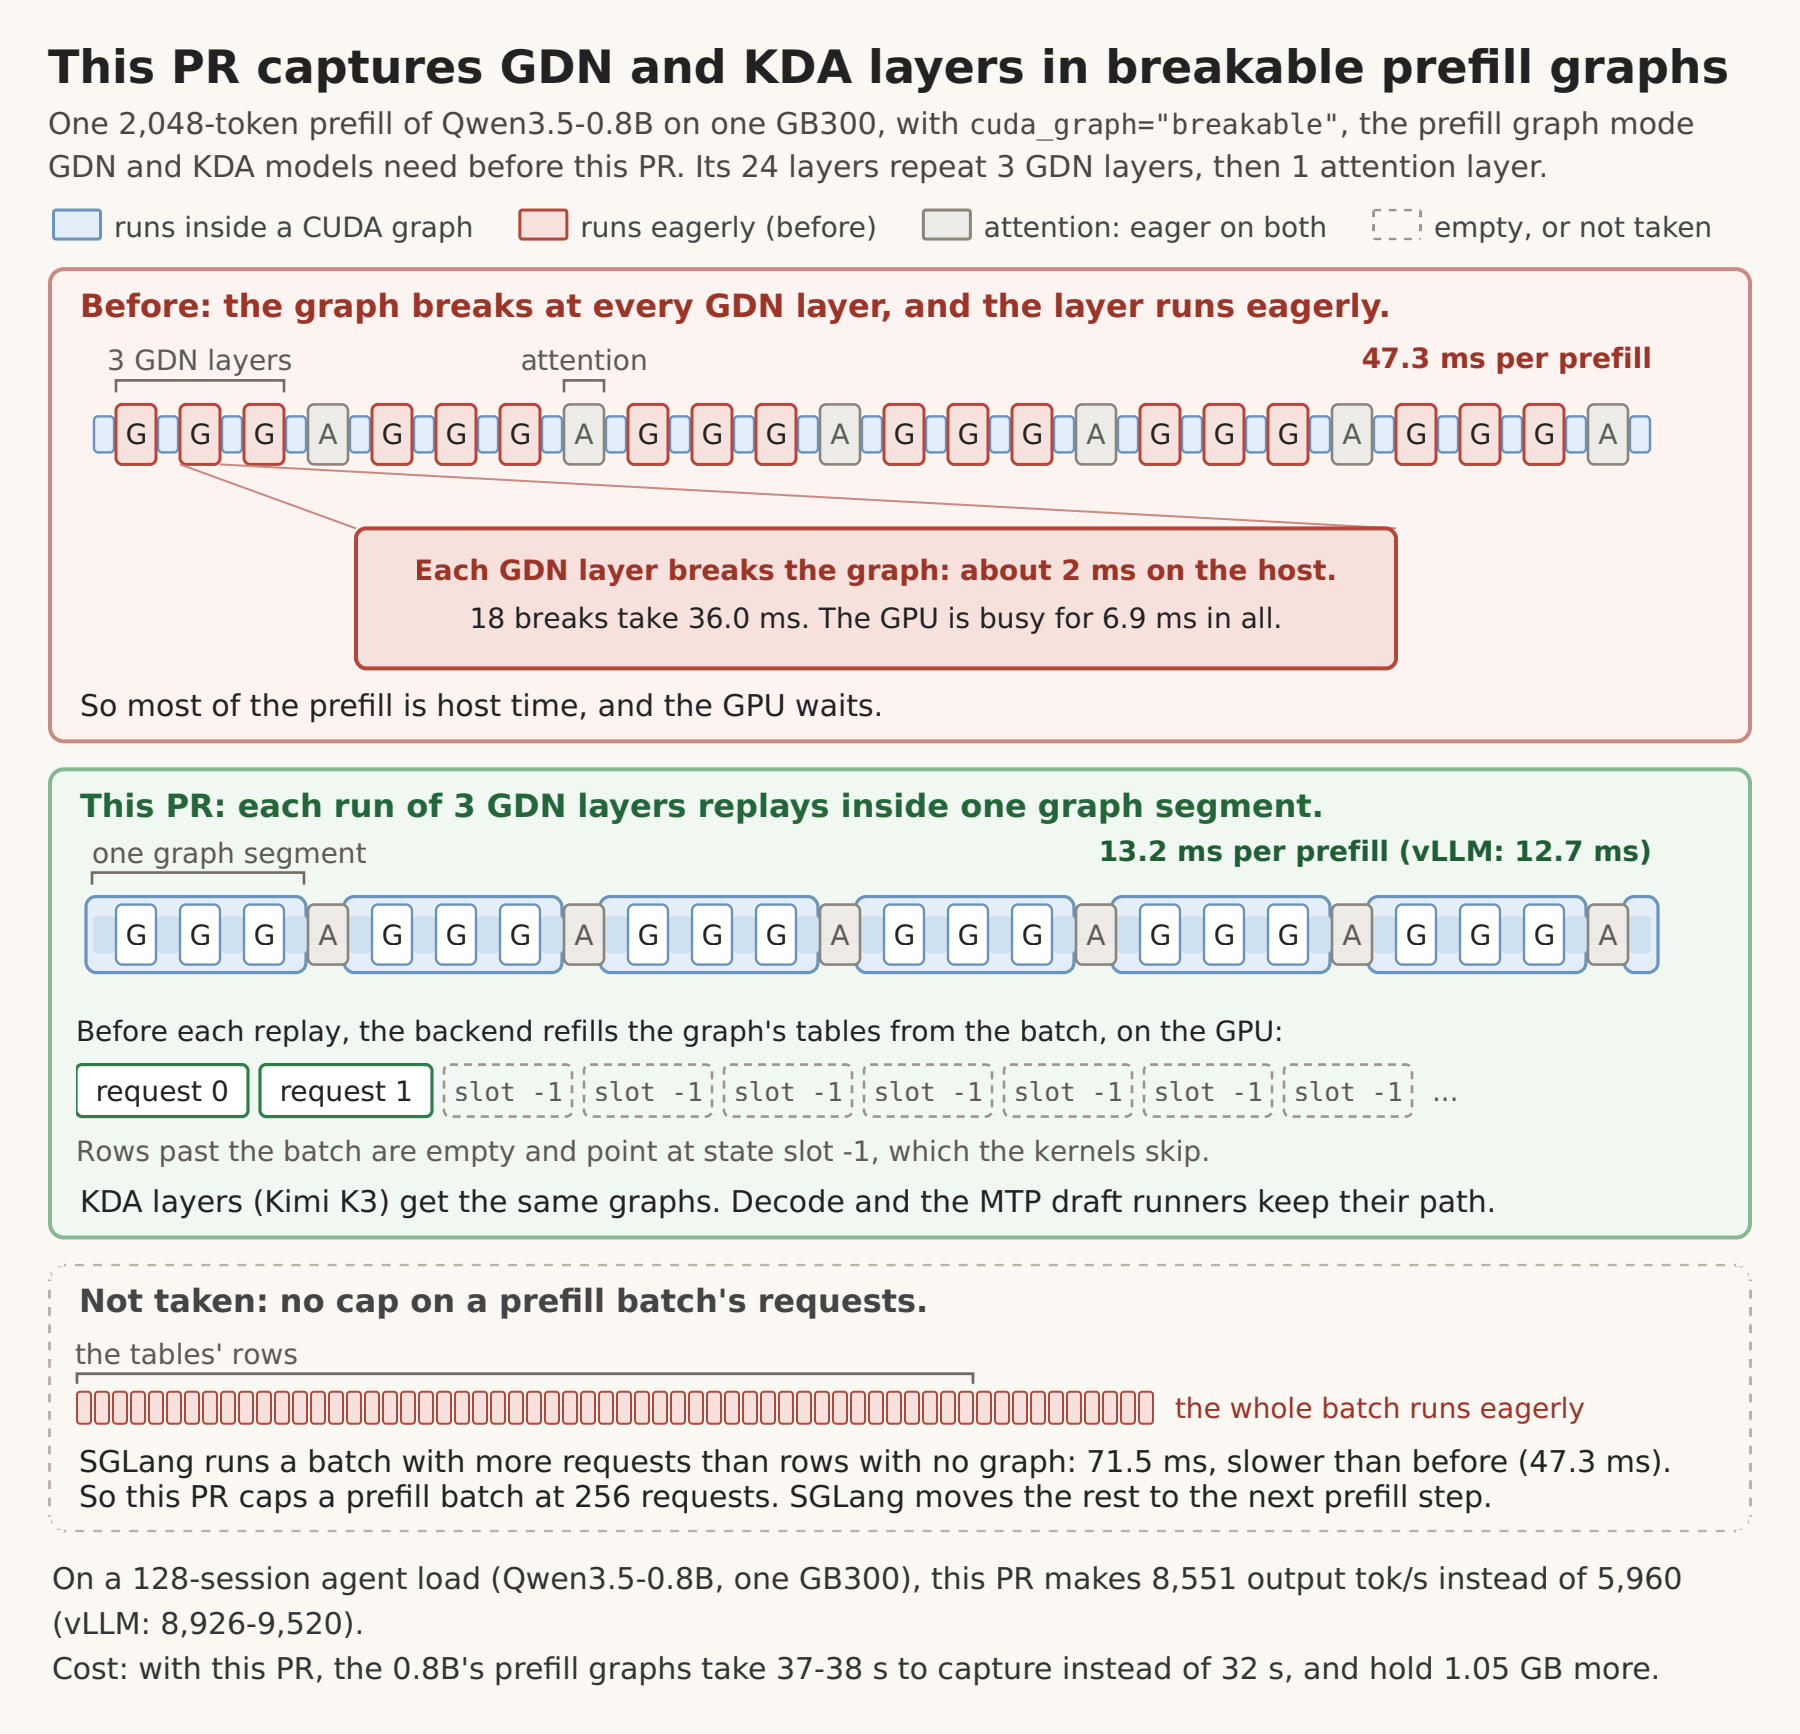 This PR captures GDN and KDA layers in breakable prefill graphs
One 2,048-token prefill of Qwen3.5-0.8B on one GB300, with cuda_graph="breakable", the prefill graph mode
GDN and KDA models need before this PR. Its 24 layers repeat 3 GDN layers, then 1 attention layer.
runs inside a CUDA graph runs eagerly (before) attention: eager on both empty, or not taken
Before: the graph breaks at every GDN layer, and the layer runs eagerly.
3 GDN layers attention 47.3 ms per prefill
G G G A G G G A G G G A G G G A G G G A G G G A
Each GDN layer breaks the graph: about 2 ms on the host.
18 breaks take 36.0 ms. The GPU is busy for 6.9 ms in all.
So most of the prefill is host time, and the GPU waits.
This PR: each run of 3 GDN layers replays inside one graph segment.
one graph segment 13.2 ms per prefill (vLLM: 12.7 ms)
G G G A G G G A G G G A G G G A G G G A G G G A
Before each replay, the backend refills the graph's tables from the batch, on the GPU:
request 0 request 1 slot -1 slot -1 slot -1 slot -1 slot -1 slot -1 slot -1 ...
Rows past the batch are empty and point at state slot -1, which the kernels skip.
KDA layers (Kimi K3) get the same graphs. Decode and the MTP draft runners keep their path.
Not taken: no cap on a prefill batch's requests.
the tables' rows
the whole batch runs eagerly
SGLang runs a batch with more requests than rows with no graph: 71.5 ms, slower than before (47.3 ms).
So this PR caps a prefill batch at 256 requests. SGLang moves the rest to the next prefill step.
On a 128-session agent load (Qwen3.5-0.8B, one GB300), this PR makes 8,551 output tok/s instead of 5,960
(vLLM: 8,926-9,520).
Cost: with this PR, the 0.8B's prefill graphs take 37-38 s to capture instead of 32 s, and hold 1.05 GB more.